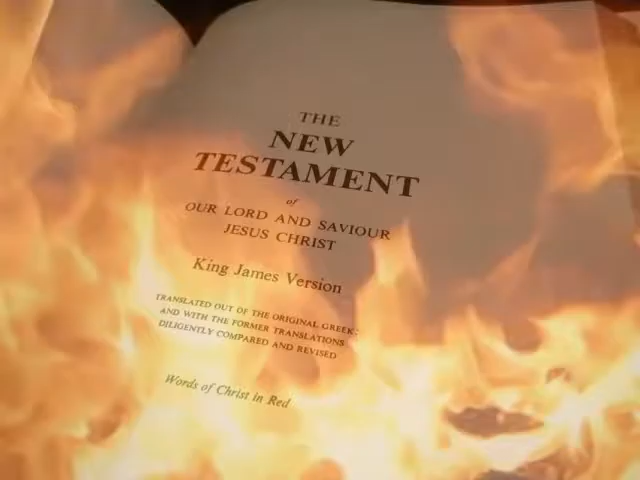 THE
NEW
TESTAMENT
of
OUR LORD AND SAVIOUR
JESUS CHRIST
King James Version
TRANSLATED OUT OF THE ORIGINAL GREEK:
AND WITH THE FORMER TRANSLATIONS
DILIGENTLY COMPARED AND REVISED
Words of Christ in Red